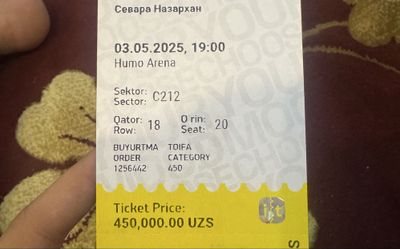 Севара Назархан
03.05.2025, 19:00
Humo Arena
Sektor:
Sector: C212
Qator: O'rin:
Row: 18 Seat: 20
BUYURTMA TOIFA
ORDER CATEGORY
1256442 450
Ticket Price:
450,000.00 UZS